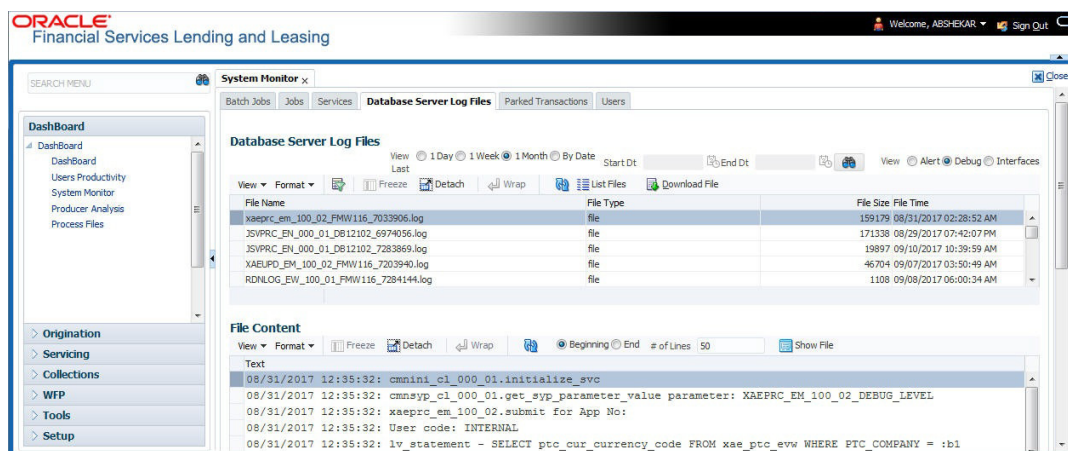 ORACLE
Financial Services Lending and Leasing
Welcome, ABSHEKAR
Sign Out
SEARCH MENU
System Monitor ×
Close
Batch Jobs Jobs Services Database Server Log Files Parked Transactions Users
DashBoard
DashBoard
DashBoard
Users Productivity
System Monitor
Producer Analysis
Process Files
Origination
Servicing
Collections
WFP
Tools
Setup
Database Server Log Files
View Last 1 Day 1 Week 1 Month By Date Start Dt End Dt View Alert Debug Interfaces
View Format Freeze Detach Wrap List Files Download File
File Name File Type File Size File Time
xaeprc_em_100_02_FMW116_7033906.log file 159179 08/31/2017 02:28:52 AM
JSVPRC_EN_000_01_DB12102_6974056.log file 171338 08/29/2017 07:42:07 PM
JSVPRC_EN_000_01_DB12102_7283869.log file 19897 09/10/2017 10:39:59 AM
XAEUPD_EM_100_02_FMW116_7203940.log file 46704 09/07/2017 03:50:49 AM
RDNLOG_EW_100_01_FMW116_7284144.log file 1108 09/08/2017 06:00:34 AM
File Content
View Format Freeze Detach Wrap Beginning End # of Lines 50 Show File
Text
08/31/2017 12:35:32: cmnini_cl_000_01.initialize_svc
08/31/2017 12:35:32: cmnsyp_cl_000_01.get_syp_parameter_value parameter: XAEPRC_EM_100_02_DEBUG_LEVEL
08/31/2017 12:35:32: xaeprc_em_100_02.submit for App No:
08/31/2017 12:35:32: User code: INTERNAL
08/31/2017 12:35:32: lv_statement - SELECT ptc_cur_currency_code FROM xae_ptc_evw WHERE PTC_COMPANY = :b1